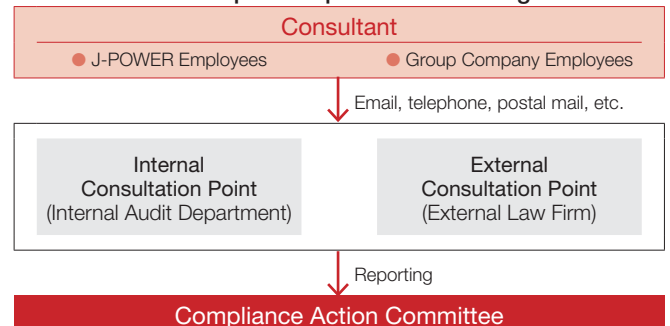 Consultant
● J-POWER Employees
● Group Company Employees
Email, telephone, postal mail, etc.
Internal
Consultation Point
(Internal Audit Department)
External
Consultation Point
(External Law Firm)
Reporting
Compliance Action Committee